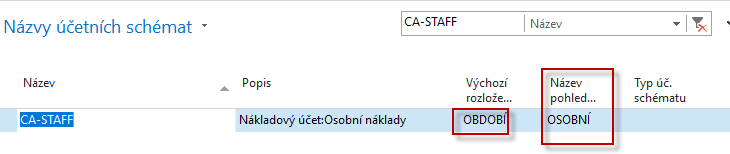 Názvy účetních schémat
CA-STAFF Název
Název Popis Výchozí rozlože... Název pohled... Typ úč. schématu
CA-STAFF Nákladový účet:Osobní náklady OBDOBÍ OSOBNÍ